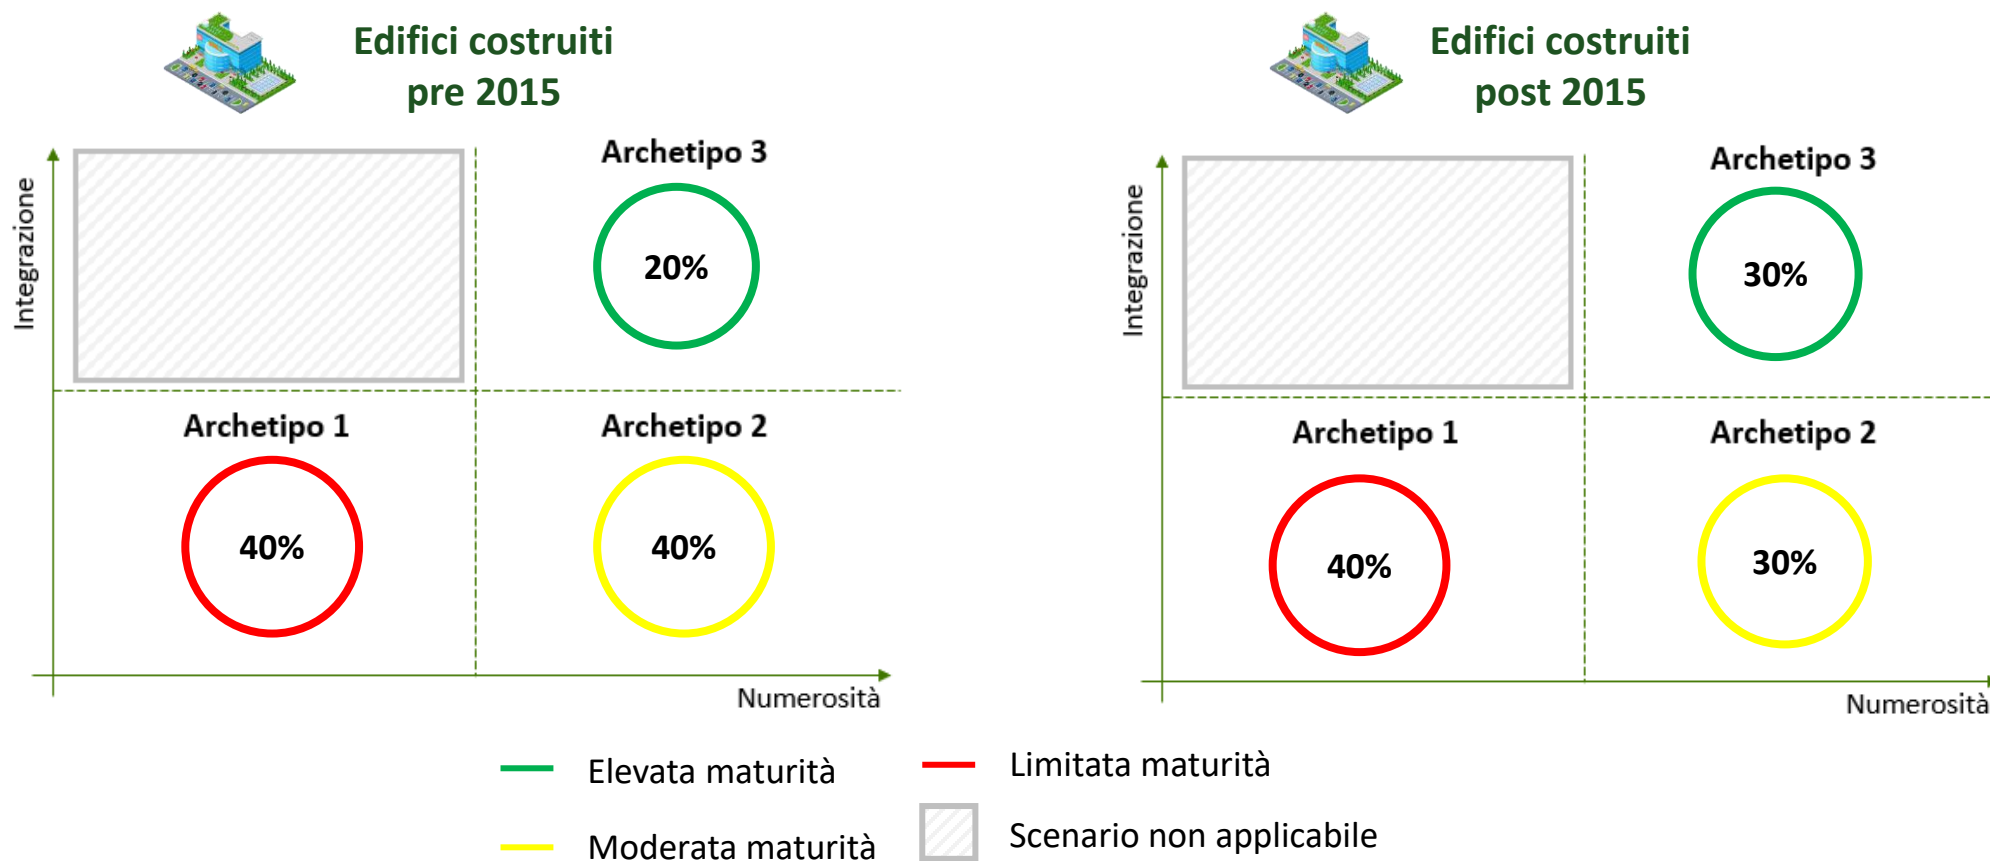 Edifici costruiti
pre 2015
Integrazione
Archetipo 3
20%
Archetipo 1
Archetipo 2
40%
40%
Numerosità
Edifici costruiti
post 2015
Integrazione
Archetipo 3
30%
Archetipo 1
Archetipo 2
40%
30%
Numerosità
Elevata maturità
Limitata maturità
Moderata maturità
Scenario non applicabile